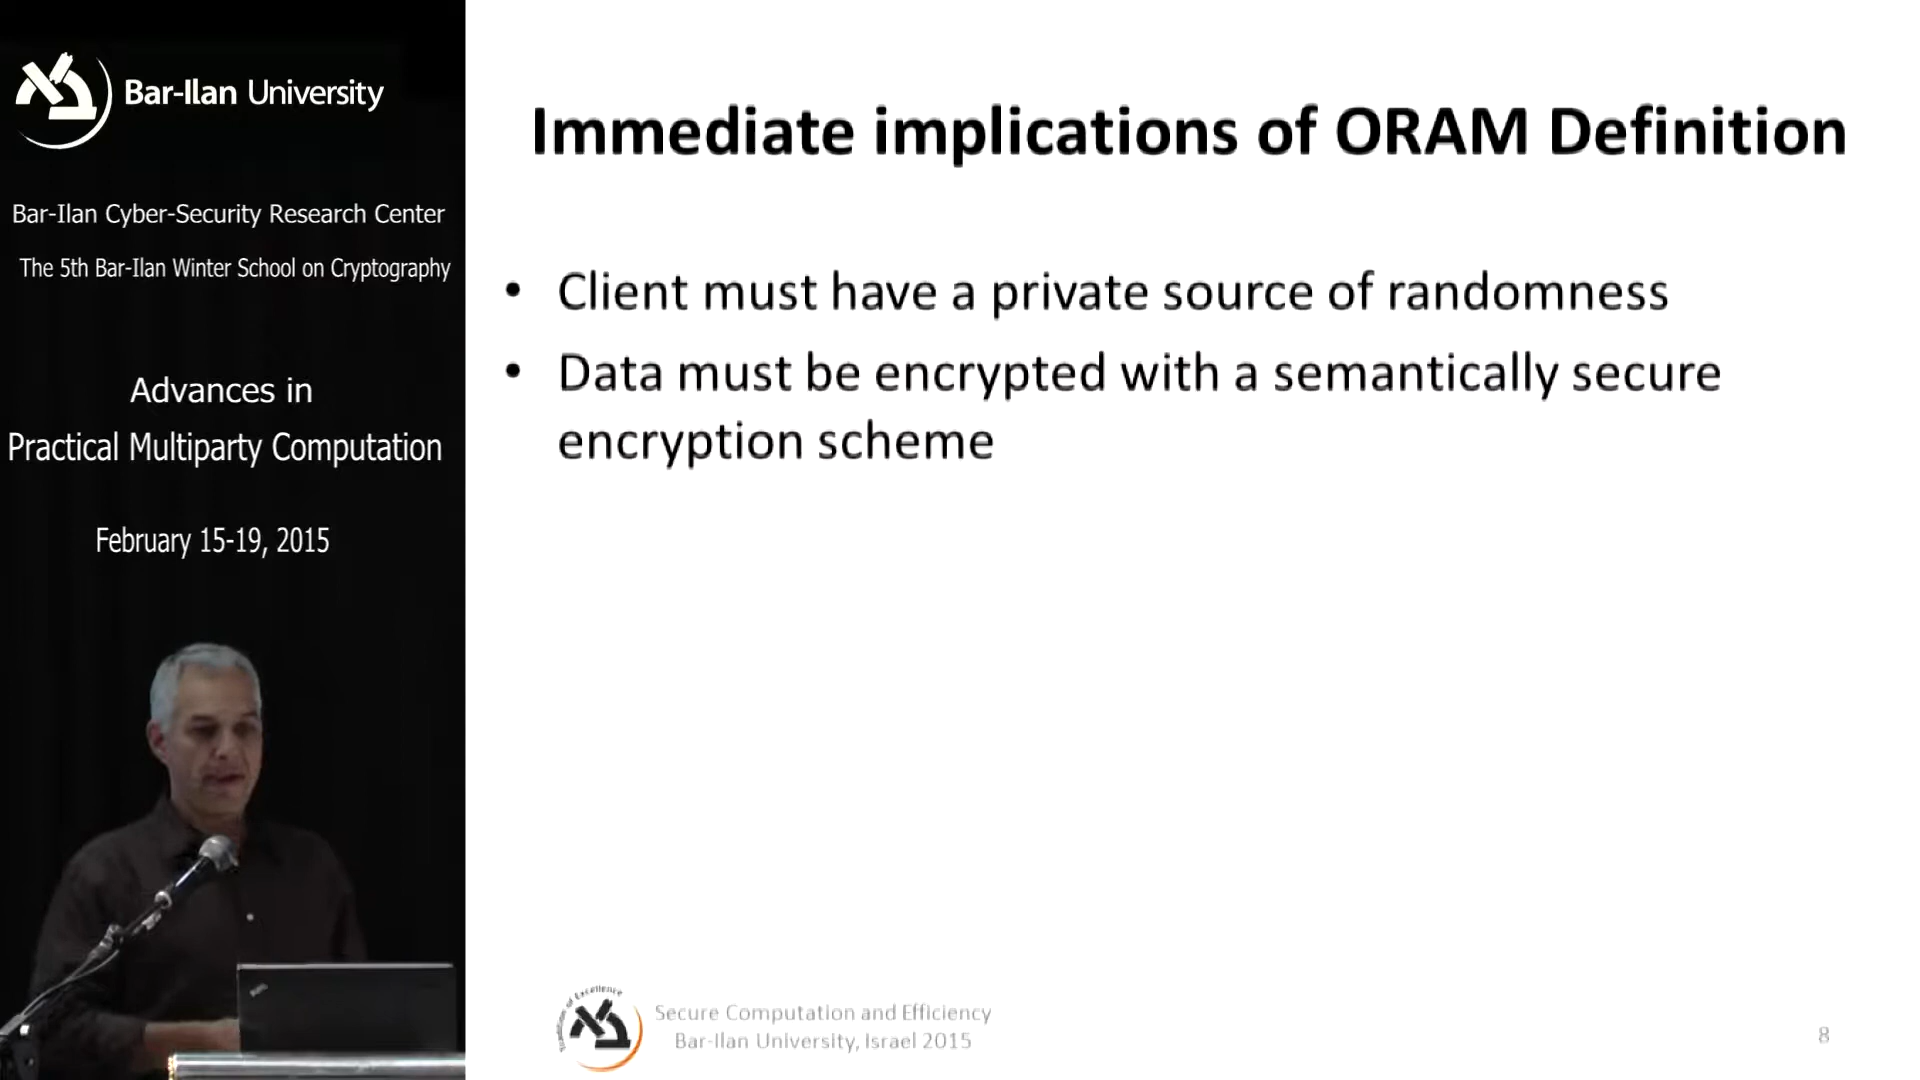 Bar-Ilan University
Bar-Ilan Cyber-Security Research Center
The 5th Bar-Ilan Winter School on Cryptography
Advances in
Practical Multiparty Computation
February 15-19, 2015
Immediate implications of ORAM Definition
• Client must have a private source of randomness
• Data must be encrypted with a semantically secure
encryption scheme
of Excellence
Secure Computation and Efficiency
Bar-Ilan University, Israel 2015
8